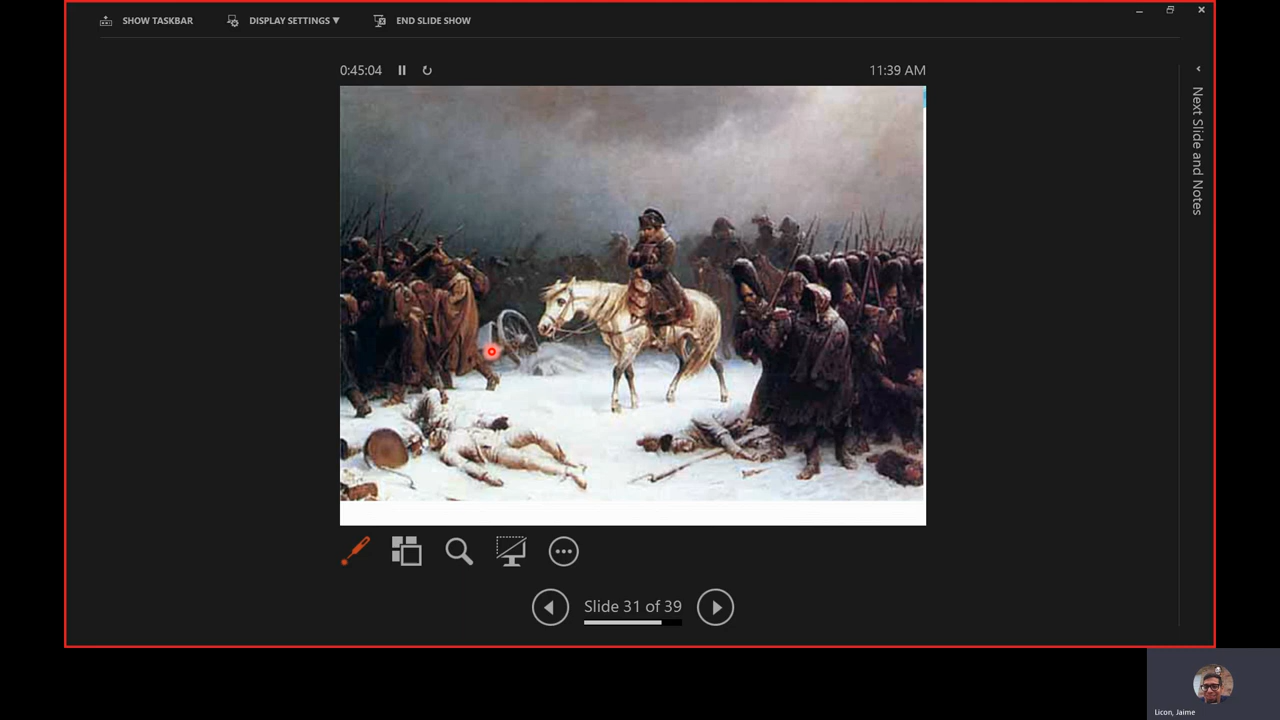 SHOW TASKBAR
DISPLAY SETTINGS ▼
END SLIDE SHOW
0:45:04
11:39 AM
Next Slide and Notes
Slide 31 of 39
Licon, Jaime